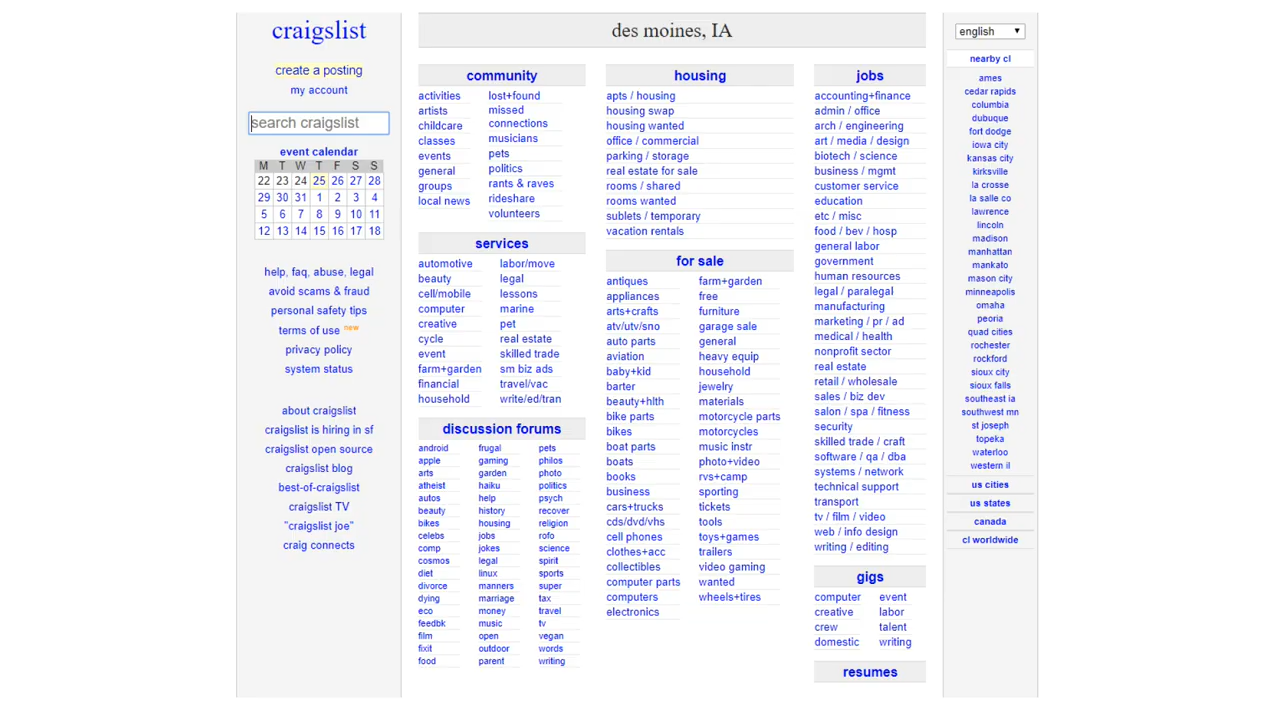 craigslist
create a posting
my account
search craigslist
event calendar
M T W T F S S
22 23 24 25 26 27 28
29 30 31 1 2 3 4
5 6 7 8 9 10 11
12 13 14 15 16 17 18
help, faq, abuse, legal
avoid scams & fraud
personal safety tips
terms of use new
privacy policy
system status
about craigslist
craigslist is hiring in sf
craigslist open source
craigslist blog
best-of-craigslist
craigslist TV
"craigslist joe"
craig connects
des moines, IA
community
activities
artists
childcare
classes
events
general
groups
local news
lost+found
missed
connections
musicians
pets
politics
rants & raves
rideshare
volunteers
services
automotive
beauty
cell/mobile
computer
creative
cycle
event
farm+garden
financial
household
labor/move
legal
lessons
marine
pet
real estate
skilled trade
sm biz ads
travel/vac
write/ed/tran
discussion forums
android
apple
arts
atheist
autos
beauty
bikes
celebs
comp
cosmos
diet
divorce
dying
eco
feedbk
film
fixit
food
frugal
gaming
garden
haiku
help
history
housing
jobs
jokes
legal
linux
manners
marriage
money
music
open
outdoor
parent
pets
philos
photo
politics
psych
recover
religion
rofo
science
spirit
sports
super
tax
travel
tv
vegan
words
writing
housing
apts / housing
housing swap
housing wanted
office / commercial
parking / storage
real estate for sale
rooms / shared
rooms wanted
sublets / temporary
vacation rentals
for sale
antiques
appliances
arts+crafts
atv/utv/sno
auto parts
aviation
baby+kid
barter
beauty+hlth
bike parts
bikes
boat parts
boats
books
business
cars+trucks
cds/dvd/vhs
cell phones
clothes+acc
collectibles
computer parts
computers
electronics
farm+garden
free
furniture
garage sale
general
heavy equip
household
jewelry
materials
motorcycle parts
motorcycles
music instr
photo+video
rvs+camp
sporting
tickets
tools
toys+games
trailers
video gaming
wanted
wheels+tires
jobs
accounting+finance
admin / office
arch / engineering
art / media / design
biotech / science
business / mgmt
customer service
education
etc / misc
food / bev / hosp
general labor
government
human resources
legal / paralegal
manufacturing
marketing / pr / ad
medical / health
nonprofit sector
real estate
retail / wholesale
sales / biz dev
salon / spa / fitness
security
skilled trade / craft
software / qa / dba
systems / network
technical support
transport
tv / film / video
web / info design
writing / editing
gigs
computer
creative
crew
domestic
event
labor
talent
writing
resumes
english
nearby cl
ames
cedar rapids
columbia
dubuque
fort dodge
iowa city
kansas city
kirksville
la crosse
la salle co
lawrence
lincoln
madison
manhattan
mankato
mason city
minneapolis
omaha
peoria
quad cities
rochester
rockford
sioux city
sioux falls
southeast ia
southwest mn
st joseph
topeka
waterloo
western il
us cities
us states
canada
cl worldwide